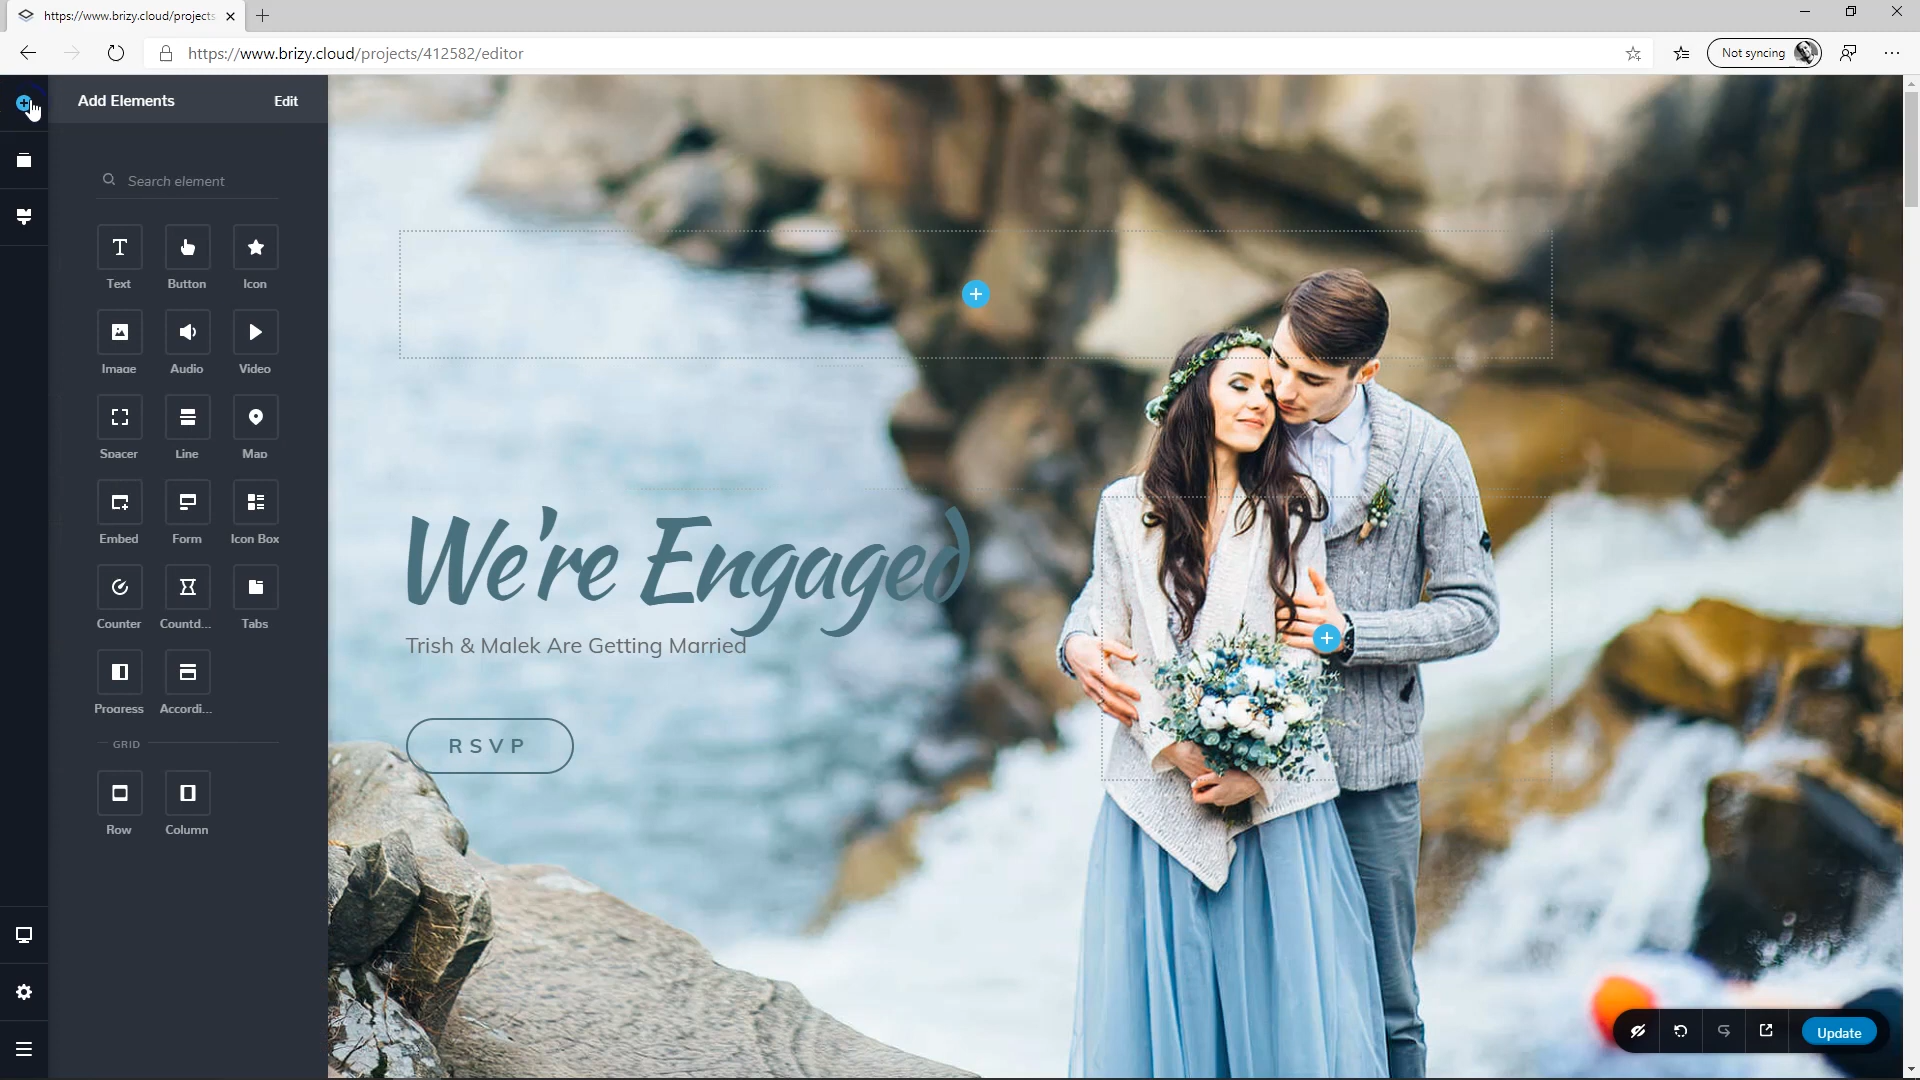 https://www.brizy.cloud/projects
https://www.brizy.cloud/projects/412582/editor
Not syncing
Add Elements
Edit
Search element
Text
Button
Icon
Image
Audio
Video
Spacer
Line
Map
Embed
Form
Icon Box
Counter
Countd...
Tabs
Progress
Accordi...
GRID
Row
Column
We're Engaged
Trish & Malek Are Getting Married
RSVP
Update